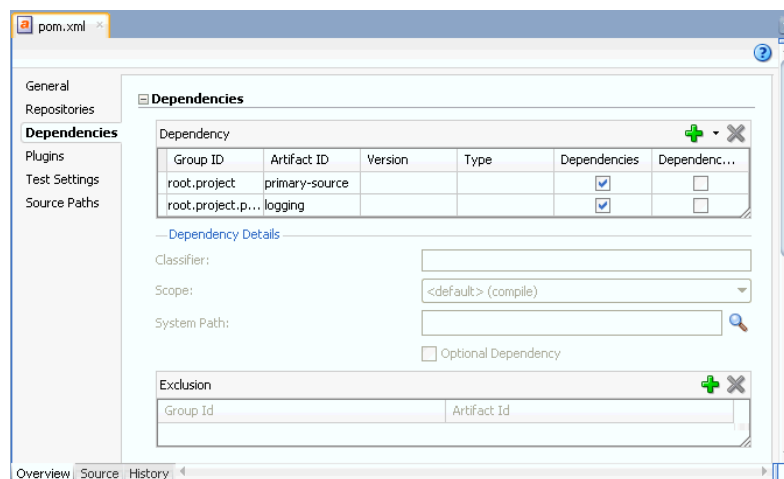 pom.xml
General
Repositories
Dependencies
Plugins
Test Settings
Source Paths
Dependencies
Dependency
Group ID Artifact ID Version Type Dependencies Dependenc...
root.project primary-source
root.project.p... logging
Dependency Details
Classifier:
Scope: <default> (compile)
System Path:
Optional Dependency
Exclusion
Group Id Artifact Id
Overview Source History